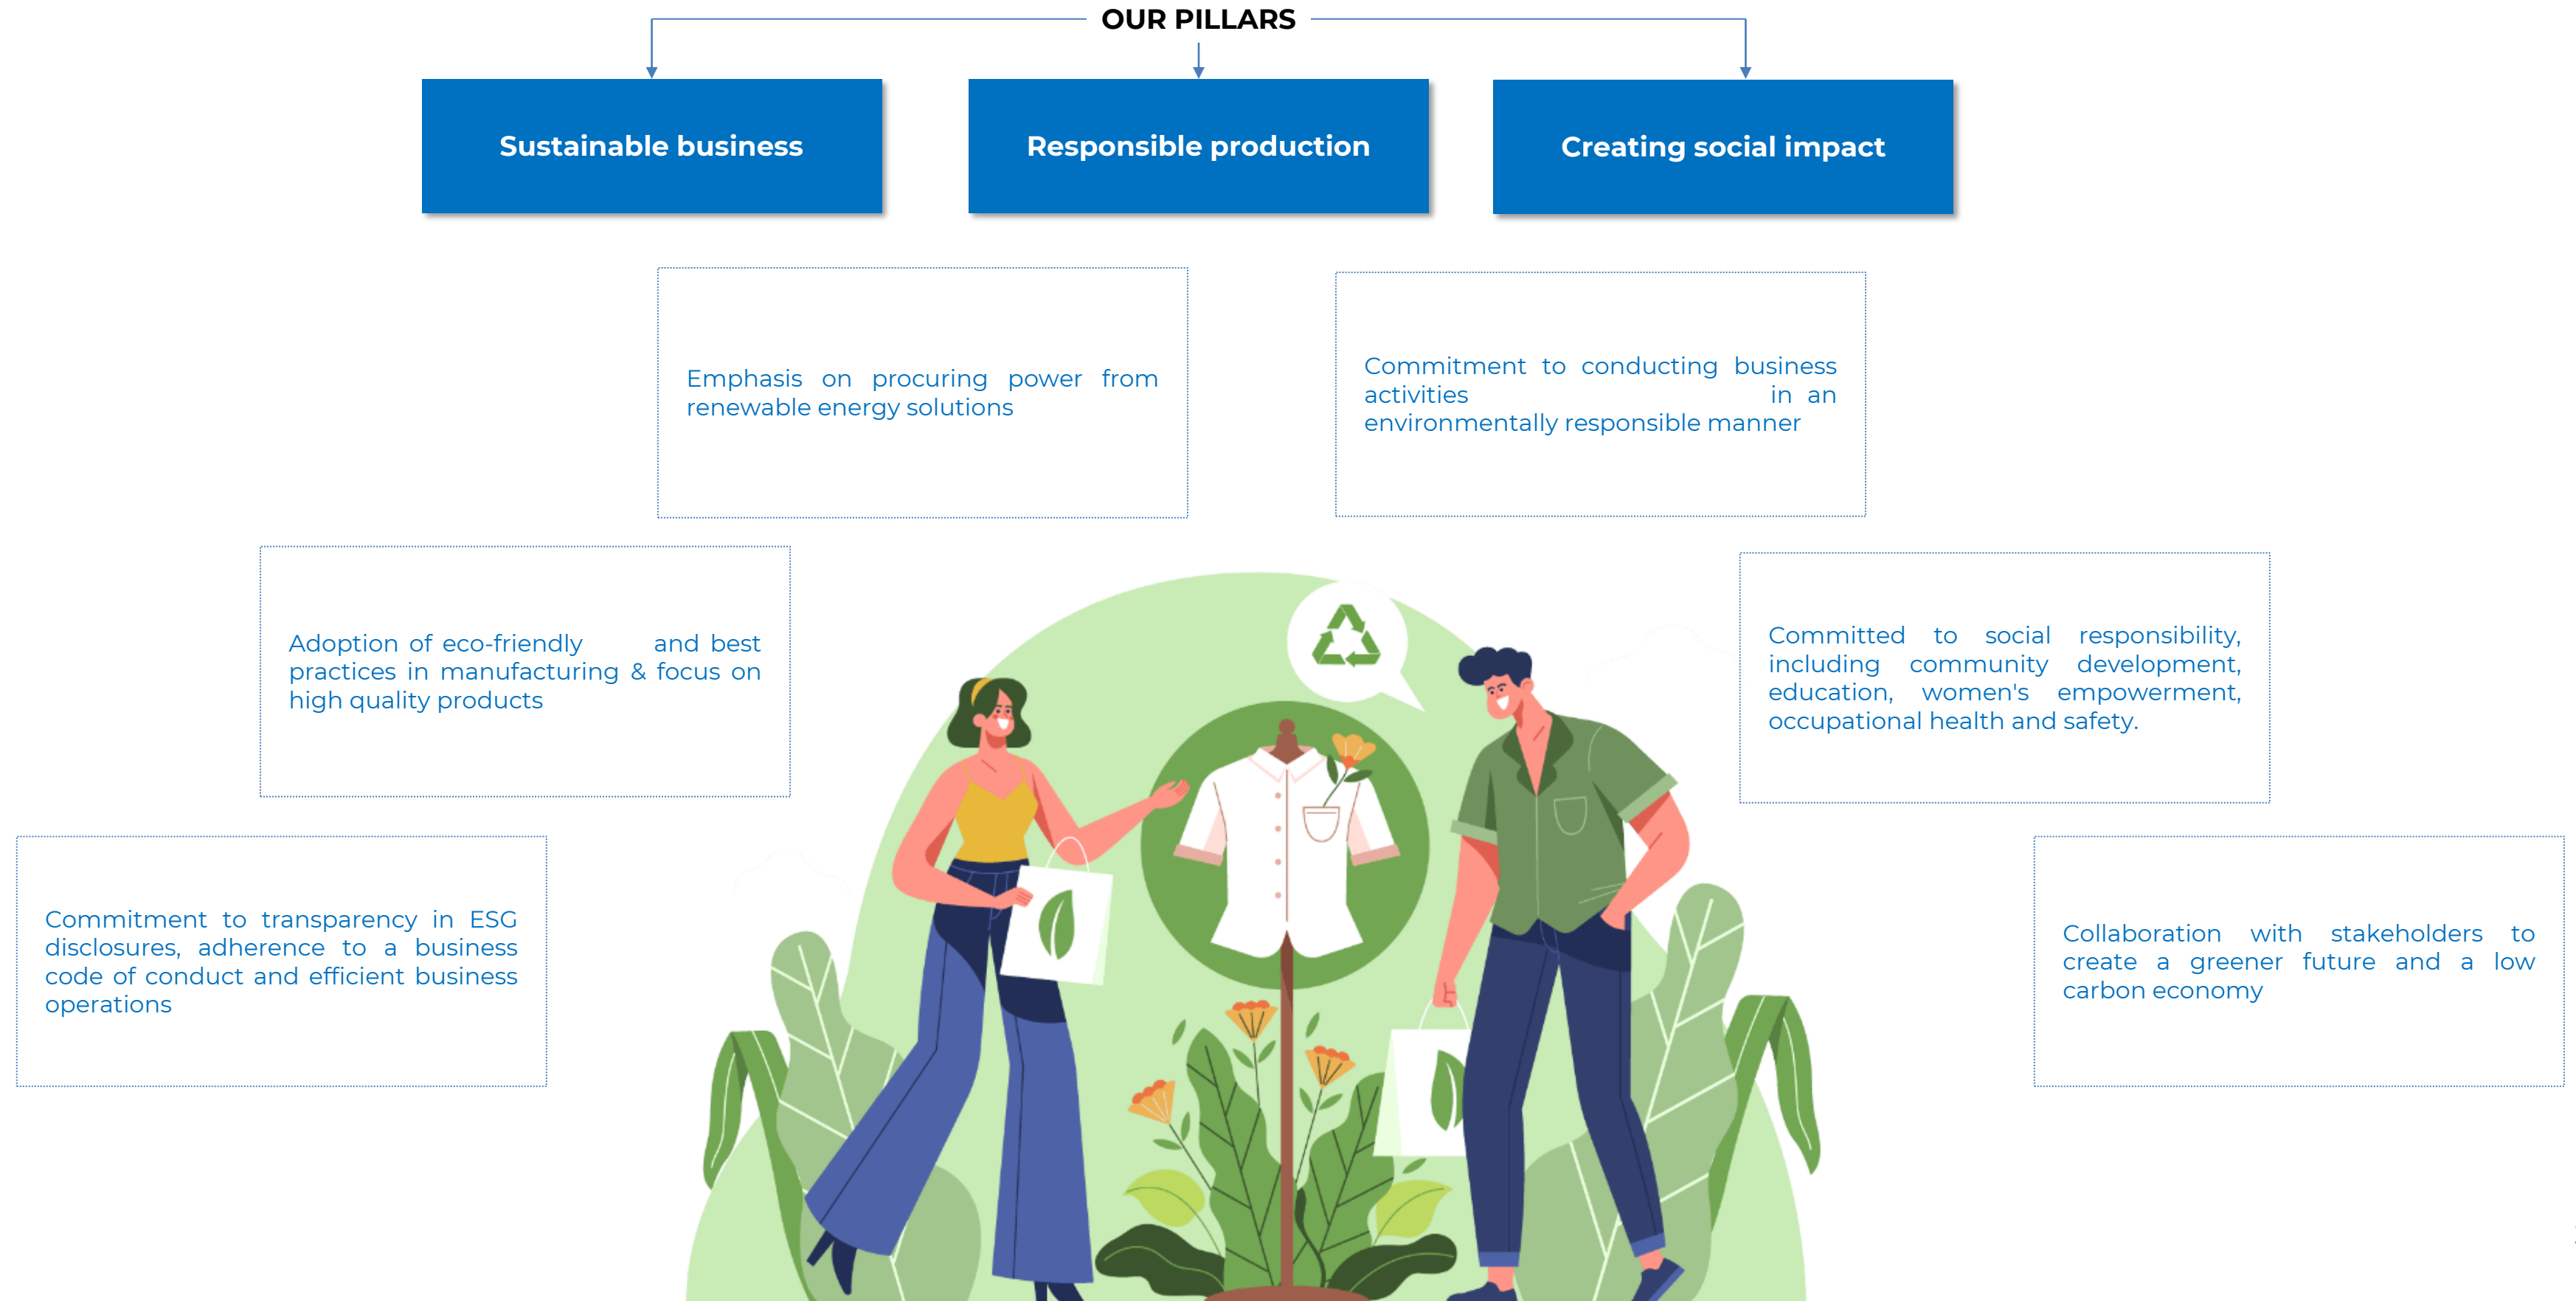 OUR PILLARS
Sustainable business
Responsible production
Creating social impact
Emphasis on procuring power from
renewable energy solutions
Commitment to conducting business
activities in an
environmentally responsible manner
Adoption of eco-friendly and best
practices in manufacturing & focus on
high quality products
Committed to social responsibility,
including community development,
education, women's empowerment,
occupational health and safety.
Commitment to transparency in ESG
disclosures, adherence to a business
code of conduct and efficient business
operations
Collaboration with stakeholders to
create a greener future and a low
carbon economy